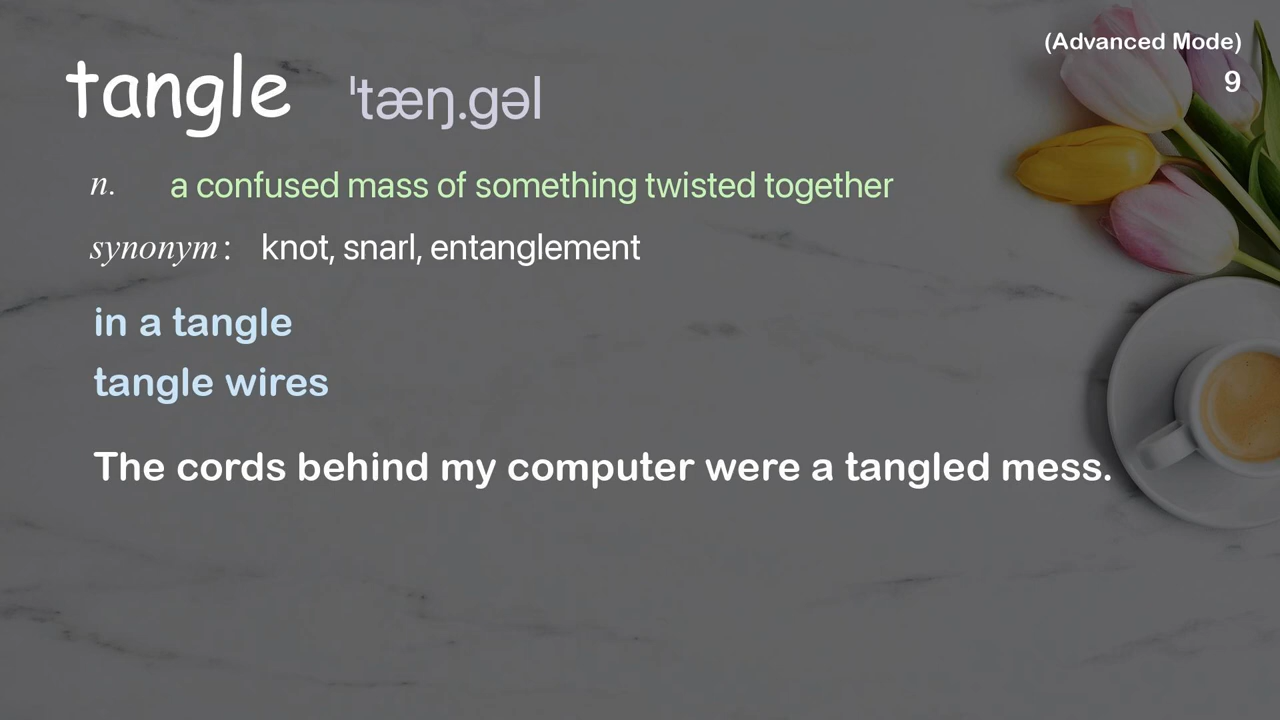 (Advanced Mode)
9
tangle ˈtæŋ.gəl
n. a confused mass of something twisted together
synonym: knot, snarl, entanglement
in a tangle
tangle wires
The cords behind my computer were a tangled mess.